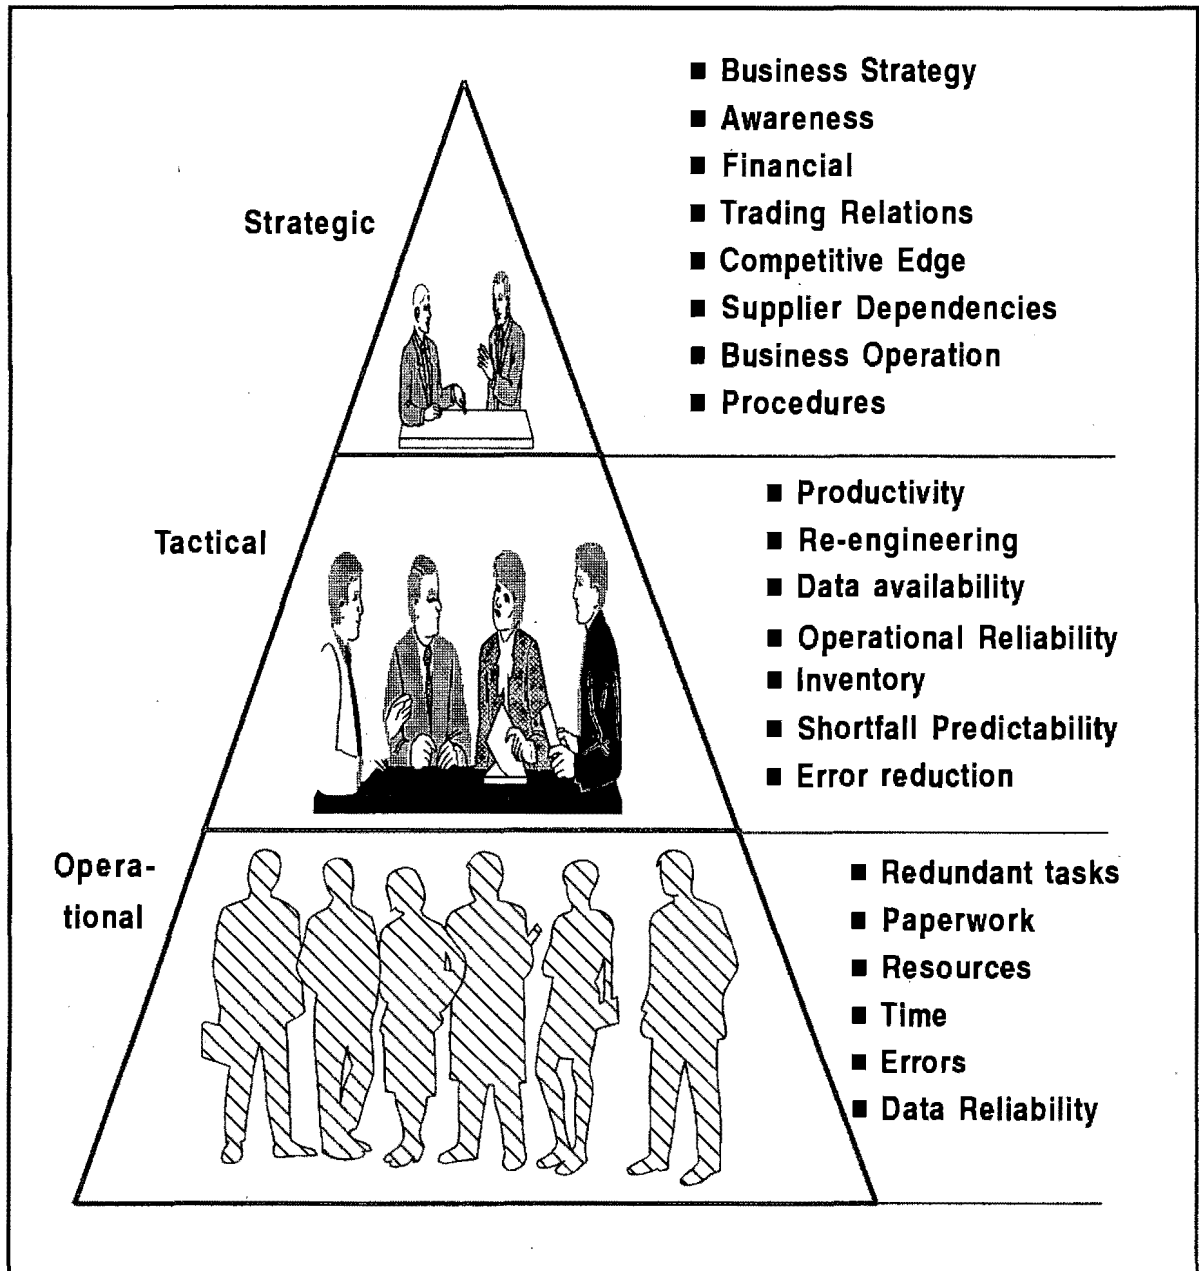 Strategic
■ Business Strategy
■ Awareness
■ Financial
■ Trading Relations
■ Competitive Edge
■ Supplier Dependencies
■ Business Operation
■ Procedures
Tactical
■ Productivity
■ Re-engineering
■ Data availability
■ Operational Reliability
■ Inventory
■ Shortfall Predictability
■ Error reduction
Opera-
tional
■ Redundant tasks
■ Paperwork
■ Resources
■ Time
■ Errors
■ Data Reliability